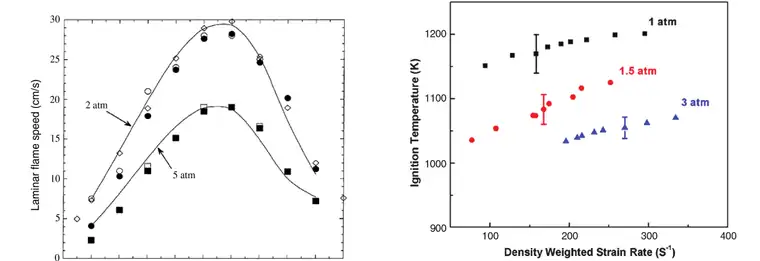 30
25
20
15
10
5
0
Laminar flame speed (cm/s)
2 atm
5 atm
1200
1100
1000
900
Ignition Temperature (K)
1 atm
1.5 atm
3 atm
100 200 300 400
Density Weighted Strain Rate (S⁻¹)